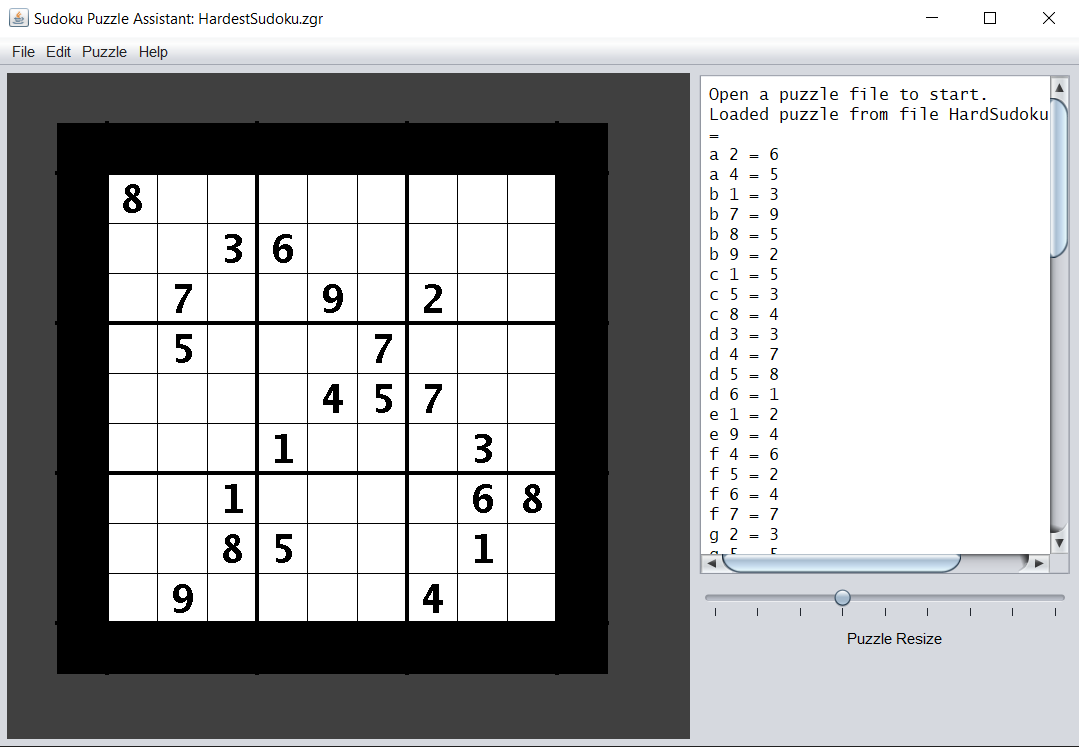 Sudoku Puzzle Assistant: HardestSudoku.zgr
File Edit Puzzle Help
8
3 6
7 9 2
5 7
4 5 7
1 3
1 6 8
8 5 1
9 4
Open a puzzle file to start.
Loaded puzzle from file HardSudoku
=
a 2 = 6
a 4 = 5
b 1 = 3
b 7 = 9
b 8 = 5
b 9 = 2
c 1 = 5
c 5 = 3
c 8 = 4
d 3 = 3
d 4 = 7
d 5 = 8
d 6 = 1
e 1 = 2
e 9 = 4
f 4 = 6
f 5 = 2
f 6 = 4
f 7 = 7
g 2 = 3
Puzzle Resize